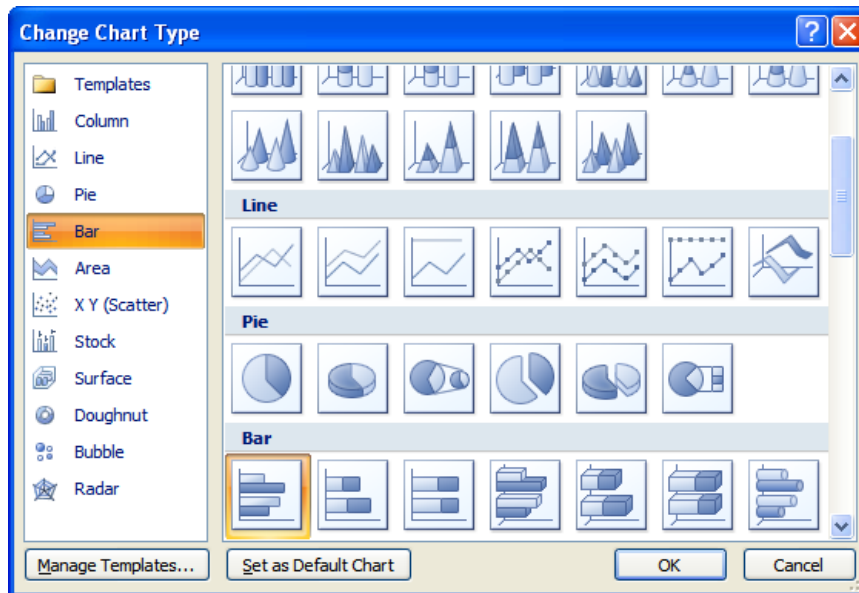 Change Chart Type
?
X
Templates
Column
Line
Pie
Bar
Area
X Y (Scatter)
Stock
Surface
Doughnut
Bubble
Radar
Line
Pie
Bar
Manage Templates...
Set as Default Chart
OK
Cancel